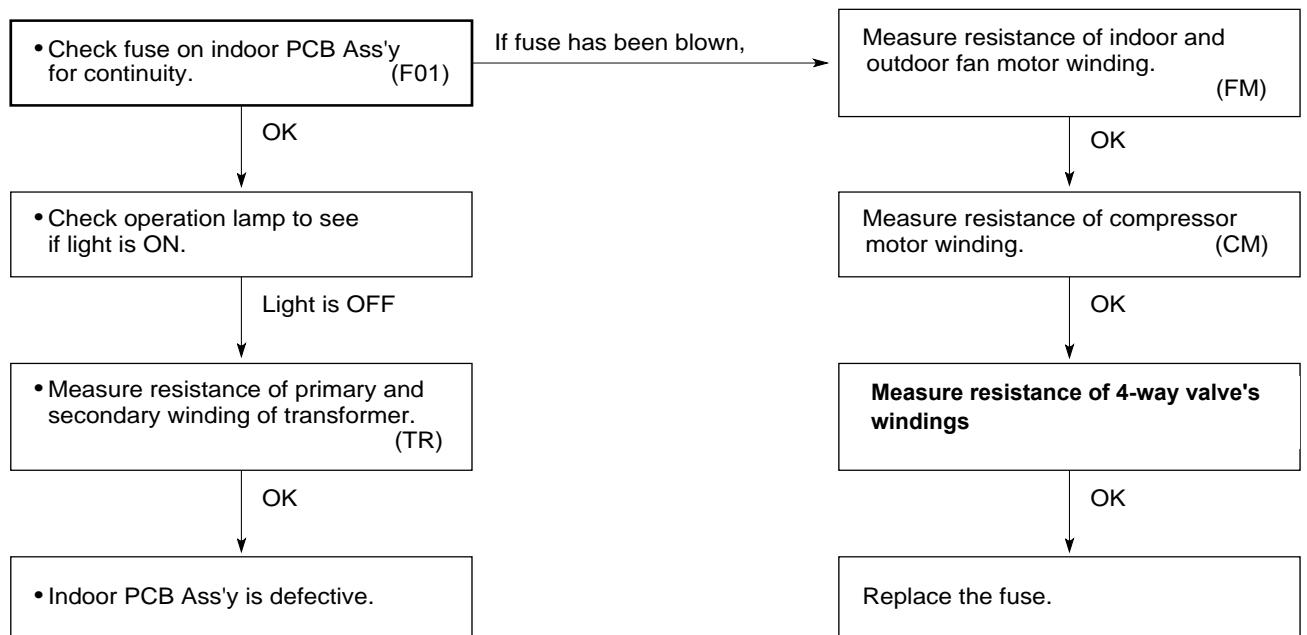 • Check fuse on indoor PCB Ass'y
for continuity. (F01)
If fuse has been blown,
OK
• Check operation lamp to see
if light is ON.
Light is OFF
• Measure resistance of primary and
secondary winding of transformer.
(TR)
OK
• Indoor PCB Ass'y is defective.
Measure resistance of indoor and
outdoor fan motor winding.
(FM)
OK
Measure resistance of compressor
motor winding. (CM)
OK
Measure resistance of 4-way valve's
windings
OK
Replace the fuse.